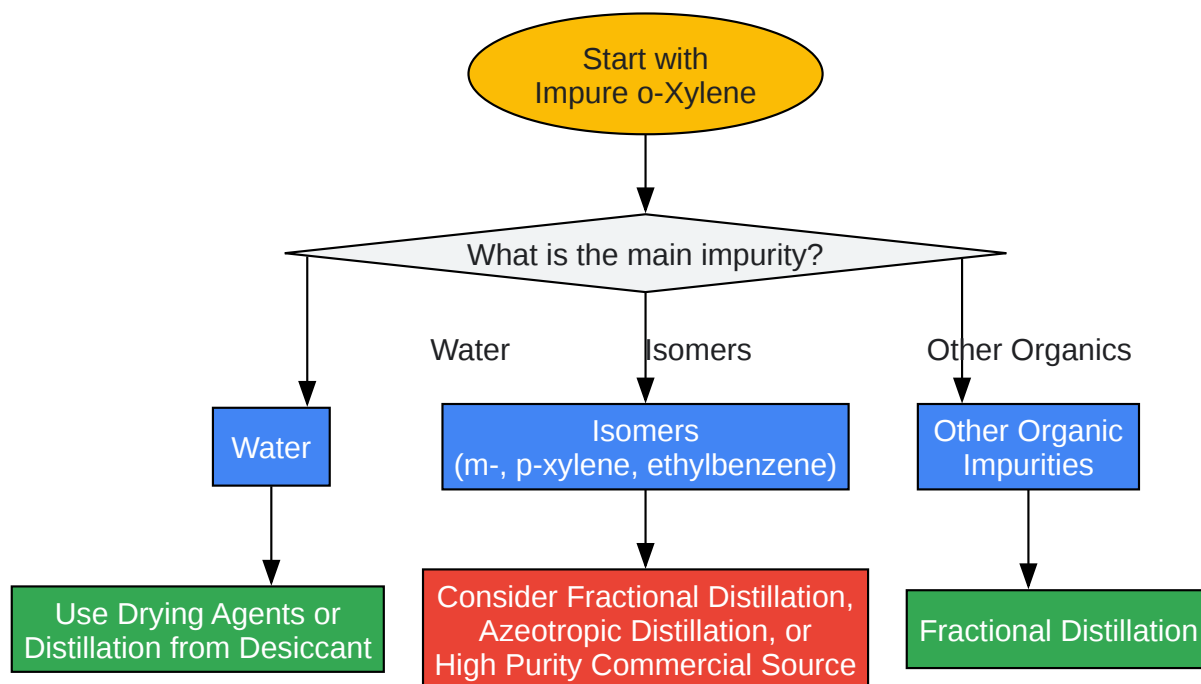 Start with
Impure o-Xylene
What is the main impurity?
Water
Isomers
Other Organics
Water
Isomers
(m-, p-xylene, ethylbenzene)
Other Organic
Impurities
Use Drying Agents or
Distillation from Desiccant
Consider Fractional Distillation,
Azeotropic Distillation, or
High Purity Commercial Source
Fractional Distillation